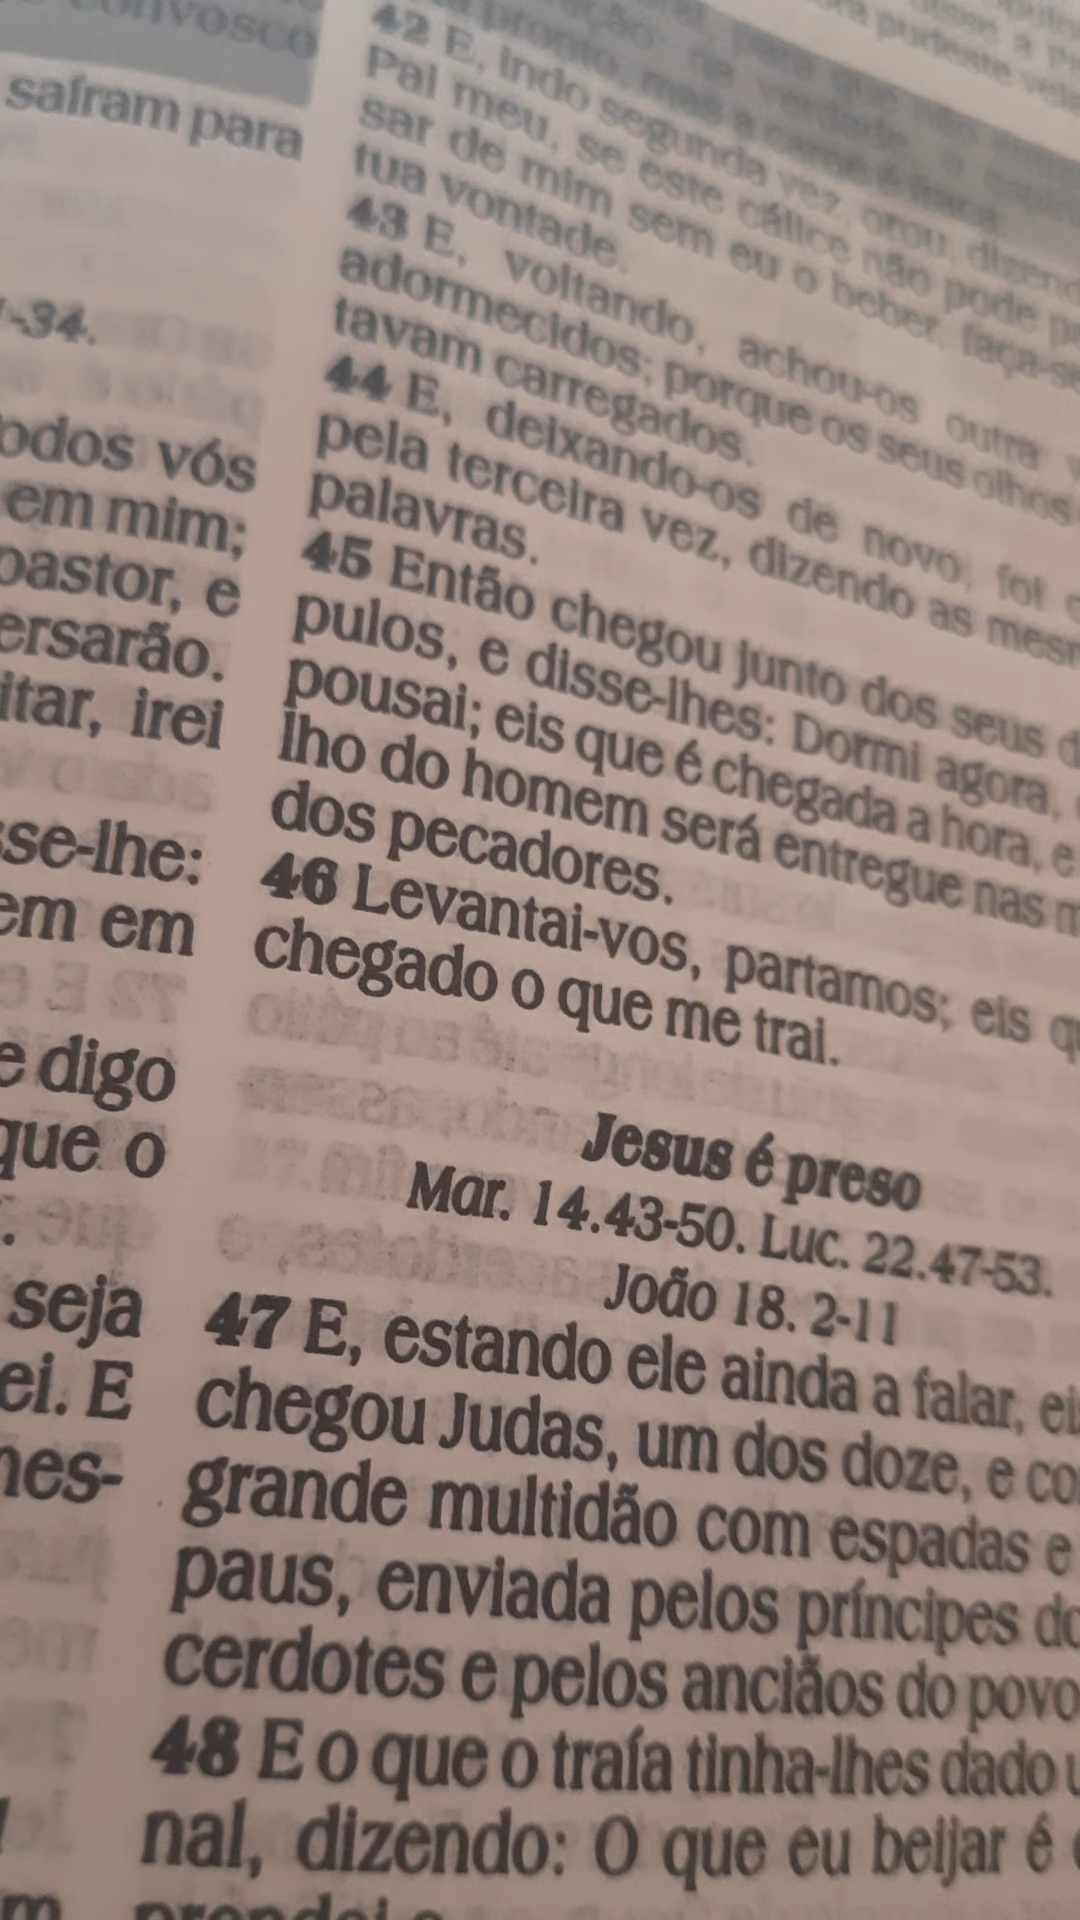 convosco
saíram para
-34.
odos vós
em mim;
pastor, e
ersarão.
itar, irei
sse-lhe:
em em
e digo
que o
seja
ei. E
nes-
42 E, indo segunda vez, orou, dizend
Pai meu, se este cálice não pode pa
sar de mim sem eu o beber, faça-se
tua vontade.
43 E, voltando, achou-os outra v
adormecidos; porque os seus olhos
tavam carregados.
44 E, deixando-os de novo, foi
pela terceira vez, dizendo as mesm
palavras.
45 Então chegou junto dos seus d
pulos, e disse-lhes: Dormi agora,
pousai; eis que é chegada a hora, e
lho do homem será entregue nas m
dos pecadores.
46 Levantai-vos, partamos; eis q
chegado o que me trai.
Jesus é preso
Mar. 14.43-50. Luc. 22.47-53.
João 18. 2-11
47 E, estando ele ainda a falar, ei
chegou Judas, um dos doze, e co
grande multidão com espadas e
paus, enviada pelos príncipes do
cerdotes e pelos anciãos do povo
48 E o que o traía tinha-lhes dado u
nal, dizendo: O que eu beijar é